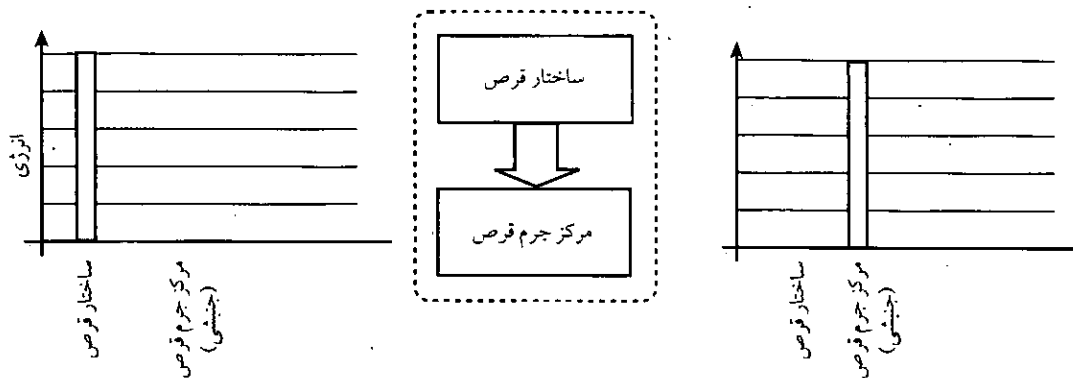 انرژی
ساختار قرص
مرکز جرم قرص
(جنبشی)
ساختار قرص
مرکز جرم قرص
ساختار قرص
مرکز جرم قرص
(جنبشی)